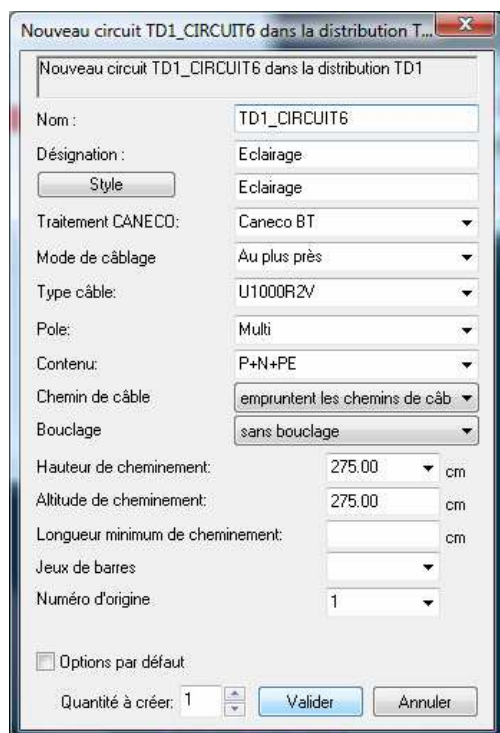 Nouveau circuit TD1_CIRCUIT6 dans la distribution T...
Nouveau circuit TD1_CIRCUIT6 dans la distribution TD1
Nom : TD1_CIRCUIT6
Désignation : Eclairage
Style Eclairage
Traitement CANECO: Caneco BT
Mode de câblage Au plus près
Type câble: U1000R2V
Pole: Multi
Contenu: P+N+PE
Chemin de câble empruntent les chemins de câb
Bouclage sans bouclage
Hauteur de cheminement: 275.00 cm
Altitude de cheminement: 275.00 cm
Longueur minimum de cheminement: cm
Jeux de barres
Numéro d'origine 1
Options par défaut
Quantité à créer: 1 Valider Annuler